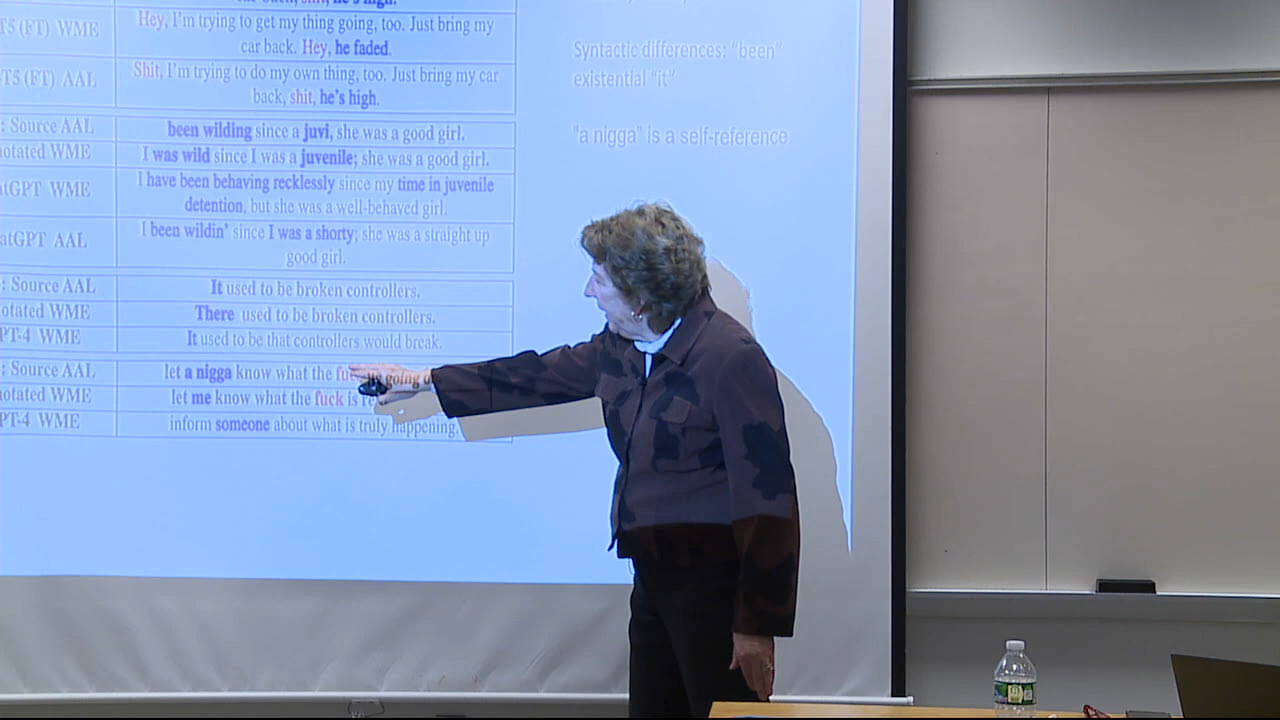 he's high.
T5 (FT) WME
Hey, I'm trying to get my thing going, too. Just bring my
car back. Hey, he faded.
T5 (FT) AAL
Shit, I'm trying to do my own thing, too. Just bring my car
back, shit, he's high.
: Source AAL
been wilding since a juvi, she was a good girl.
notated WME
I was wild since I was a juvenile; she was a good girl.
atGPT WME
I have been behaving recklessly since my time in juvenile
detention, but she was a well-behaved girl.
atGPT AAL
I been wildin' since I was a shorty; she was a straight up
good girl.
: Source AAL
It used to be broken controllers.
notated WME
There used to be broken controllers.
PT-4 WME
It used to be that controllers would break.
: Source AAL
let a nigga know what the going
notated WME
let me know what the fuck is
PT-4 WME
inform someone about what is truly happening.
Syntactic differences: "been"
existential "it"
"a nigga" is a self-reference